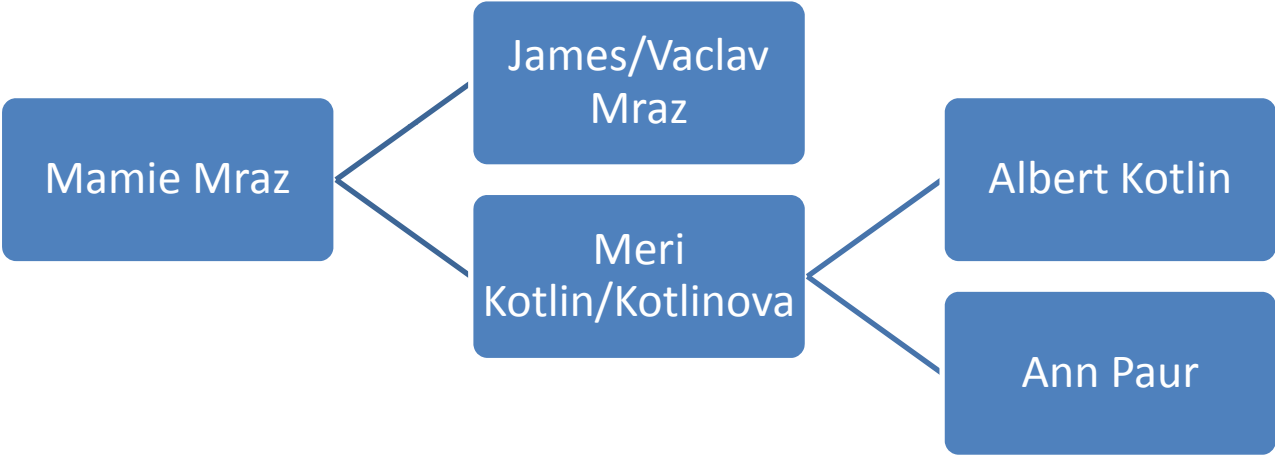 Mamie Mraz
James/Vaclav
Mraz
Meri
Kotlin/Kotlinova
Albert Kotlin
Ann Paur